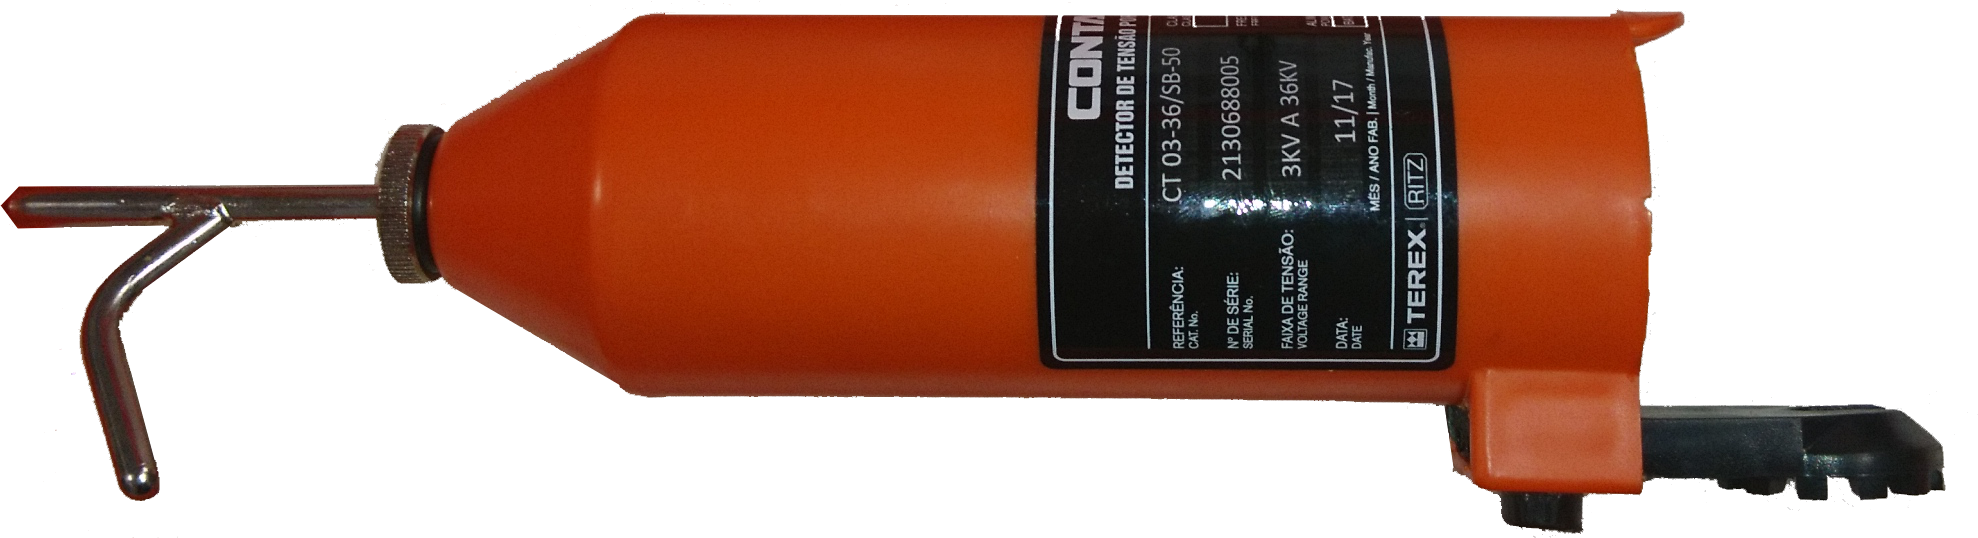 CONTA
DETECTOR DE TENSÃO POR
REFERÊNCIA: CT 03-36/SB-50
CAT. No.
Nº DE SÉRIE: 2130688005
SERIAL No.
FAIXA DE TENSÃO: 3KV A 36KV
VOLTAGE RANGE
DATA: 11/17
DATE
MÊS / ANO FAB. | Month / Manufac. Year
TEREX | RITZ